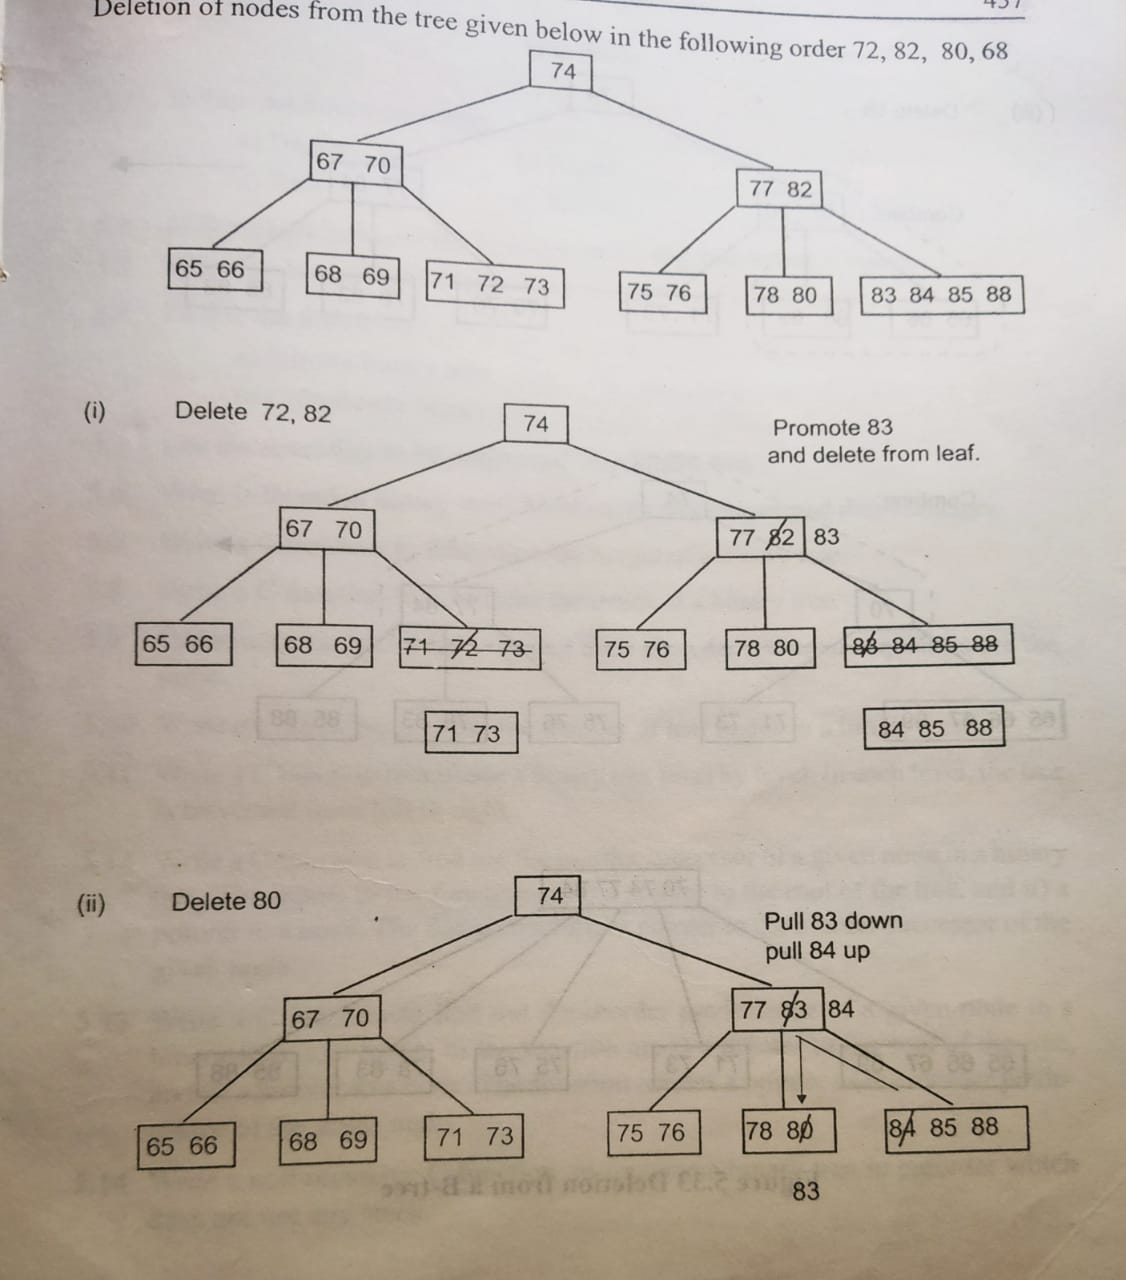 Deletion of nodes from the tree given below in the following order 72, 82, 80, 68
74
67 70
77 82
65 66
68 69
71 72 73
75 76
78 80
83 84 85 88
(i) Delete 72, 82
74
Promote 83
and delete from leaf.
67 70
77 82 83
65 66
68 69
71 72 73
75 76
78 80
83 84 85 88
71 73
84 85 88
(ii) Delete 80
74
Pull 83 down
pull 84 up
67 70
77 83 84
65 66
68 69
71 73
75 76
78 80
84 85 88
83